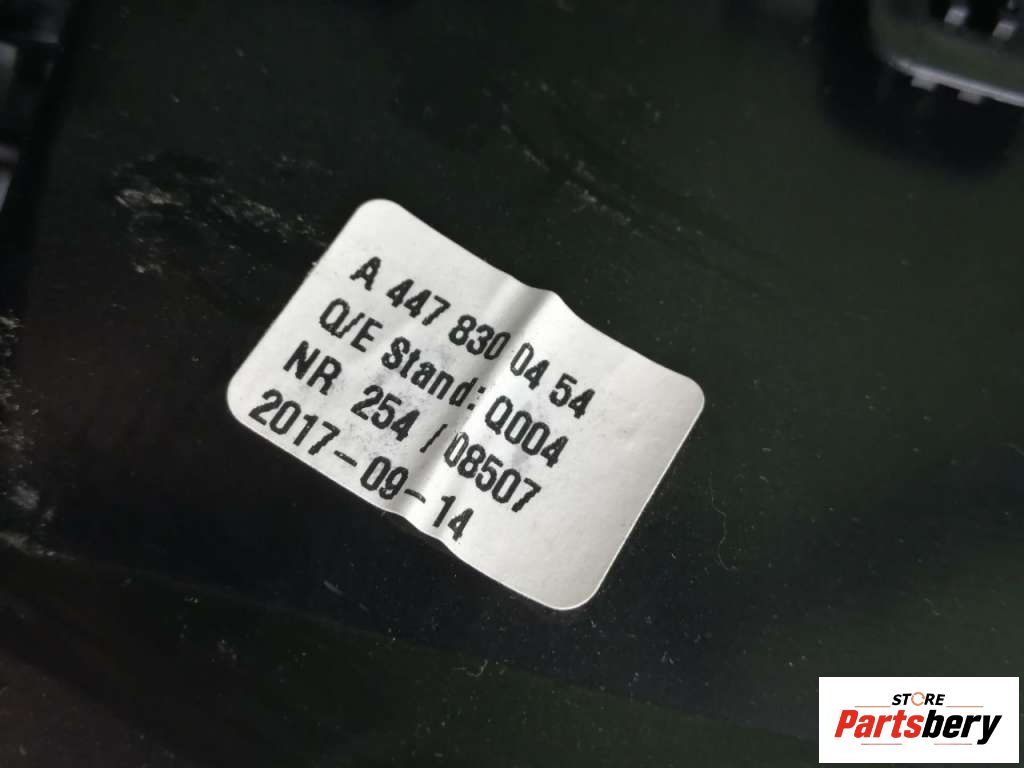 A 447 830 04 54
Q/E Stand: Q004
NR 254 / 08507
2017-09-14
STORE
Partsbery